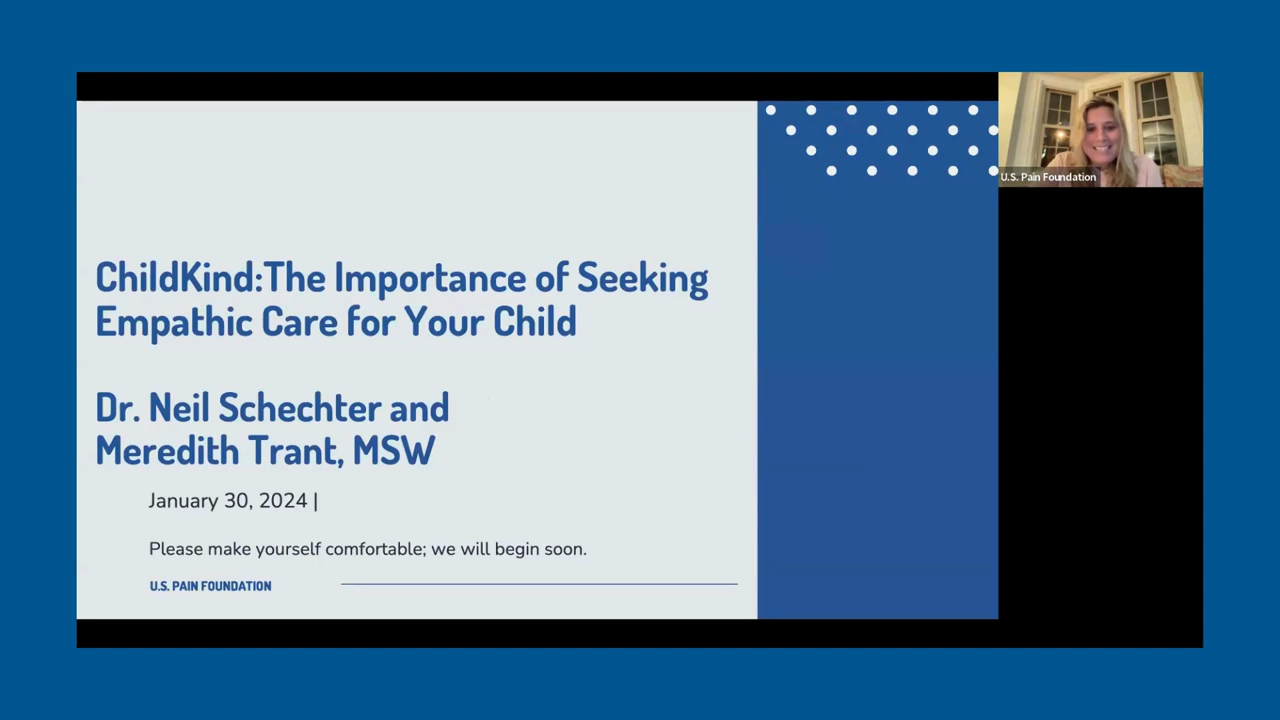 ChildKind:The Importance of Seeking
Empathic Care for Your Child
Dr. Neil Schechter and
Meredith Trant, MSW
January 30, 2024 |
Please make yourself comfortable; we will begin soon.
U.S. PAIN FOUNDATION
U.S. Pain Foundation